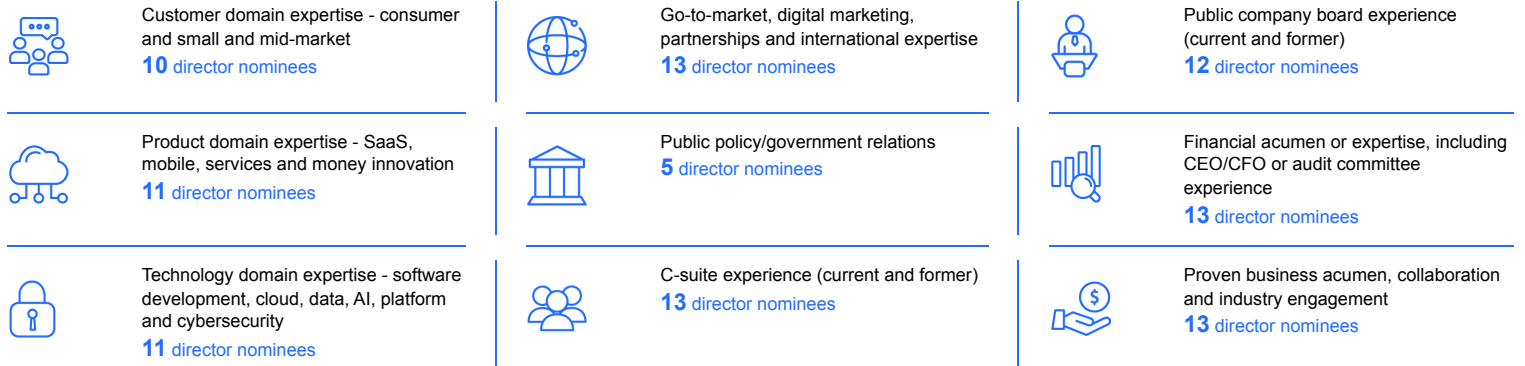 Customer domain expertise - consumer
and small and mid-market
10 director nominees
Go-to-market, digital marketing,
partnerships and international expertise
13 director nominees
Public company board experience
(current and former)
12 director nominees
Product domain expertise - SaaS,
mobile, services and money innovation
11 director nominees
Public policy/government relations
5 director nominees
Financial acumen or expertise, including
CEO/CFO or audit committee
experience
13 director nominees
Technology domain expertise - software
development, cloud, data, AI, platform
and cybersecurity
11 director nominees
C-suite experience (current and former)
13 director nominees
$
Proven business acumen, collaboration
and industry engagement
13 director nominees